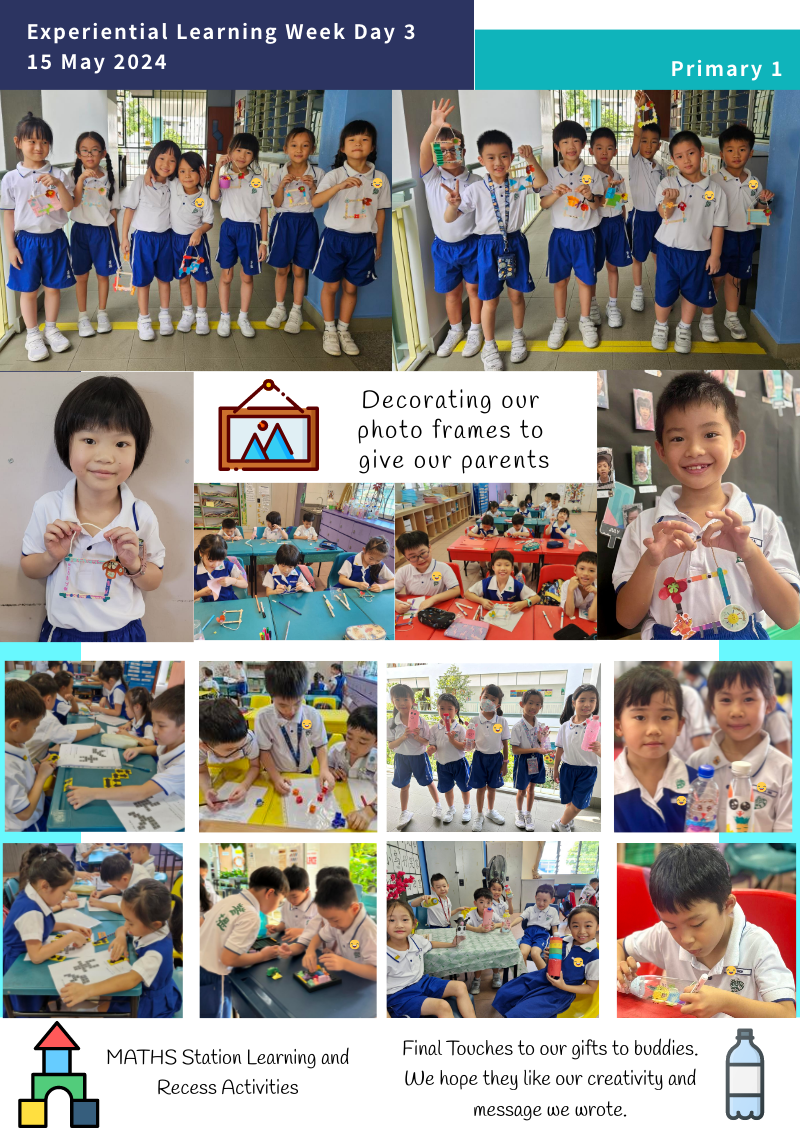 Experiential Learning Week Day 3
15 May 2024
Primary 1
Decorating our
photo frames to
give our parents
MATHS Station Learning and
Recess Activities
Final Touches to our gifts to buddies.
We hope they like our creativity and
message we wrote.